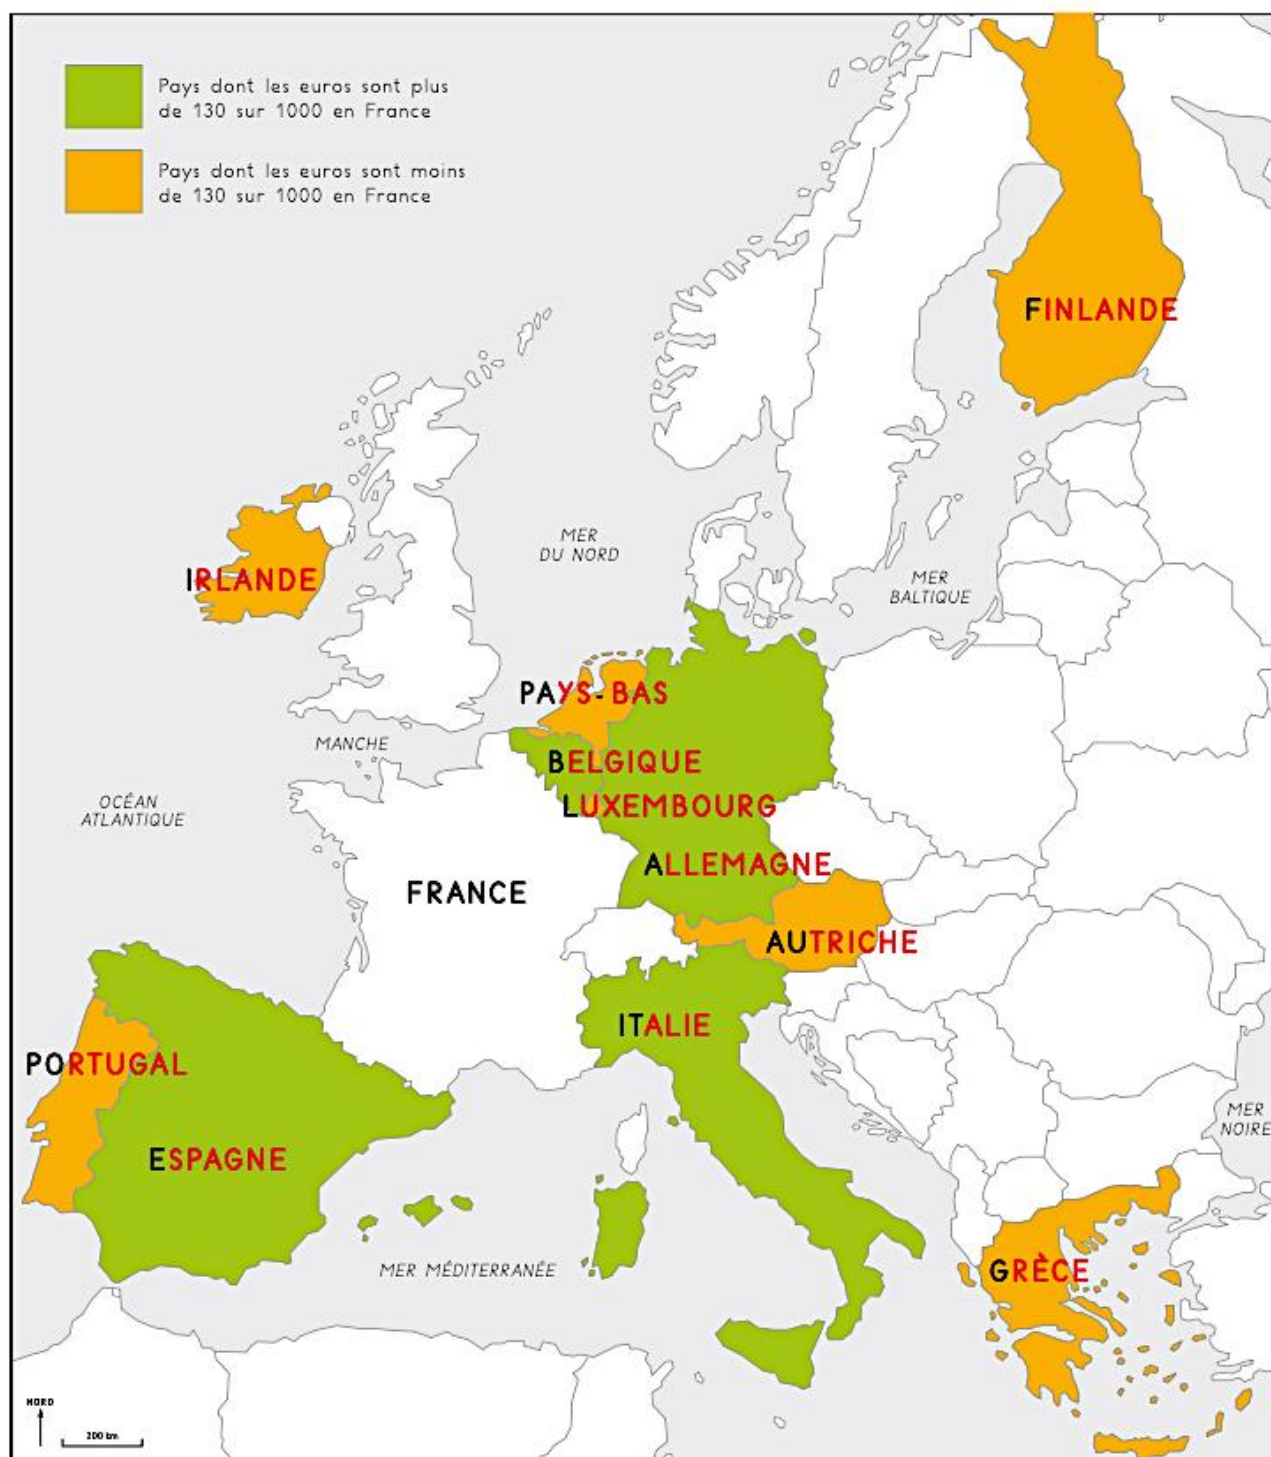 Pays dont les euros sont plus
de 130 sur 1000 en France
Pays dont les euros sont moins
de 130 sur 1000 en France
FINLANDE
MER
DU NORD
IRLANDE
MER
BALTIQUE
PAYS-BAS
MANCHE
BELGIQUE
OCÉAN
ATLANTIQUE
LUXEMBOURG
ALLEMAGNE
FRANCE
AUTRICHE
ITALIE
PORTUGAL
MER
NOIRE
ESPAGNE
MER MÉDITERRANÉE
GRÈCE
NORD
200 km